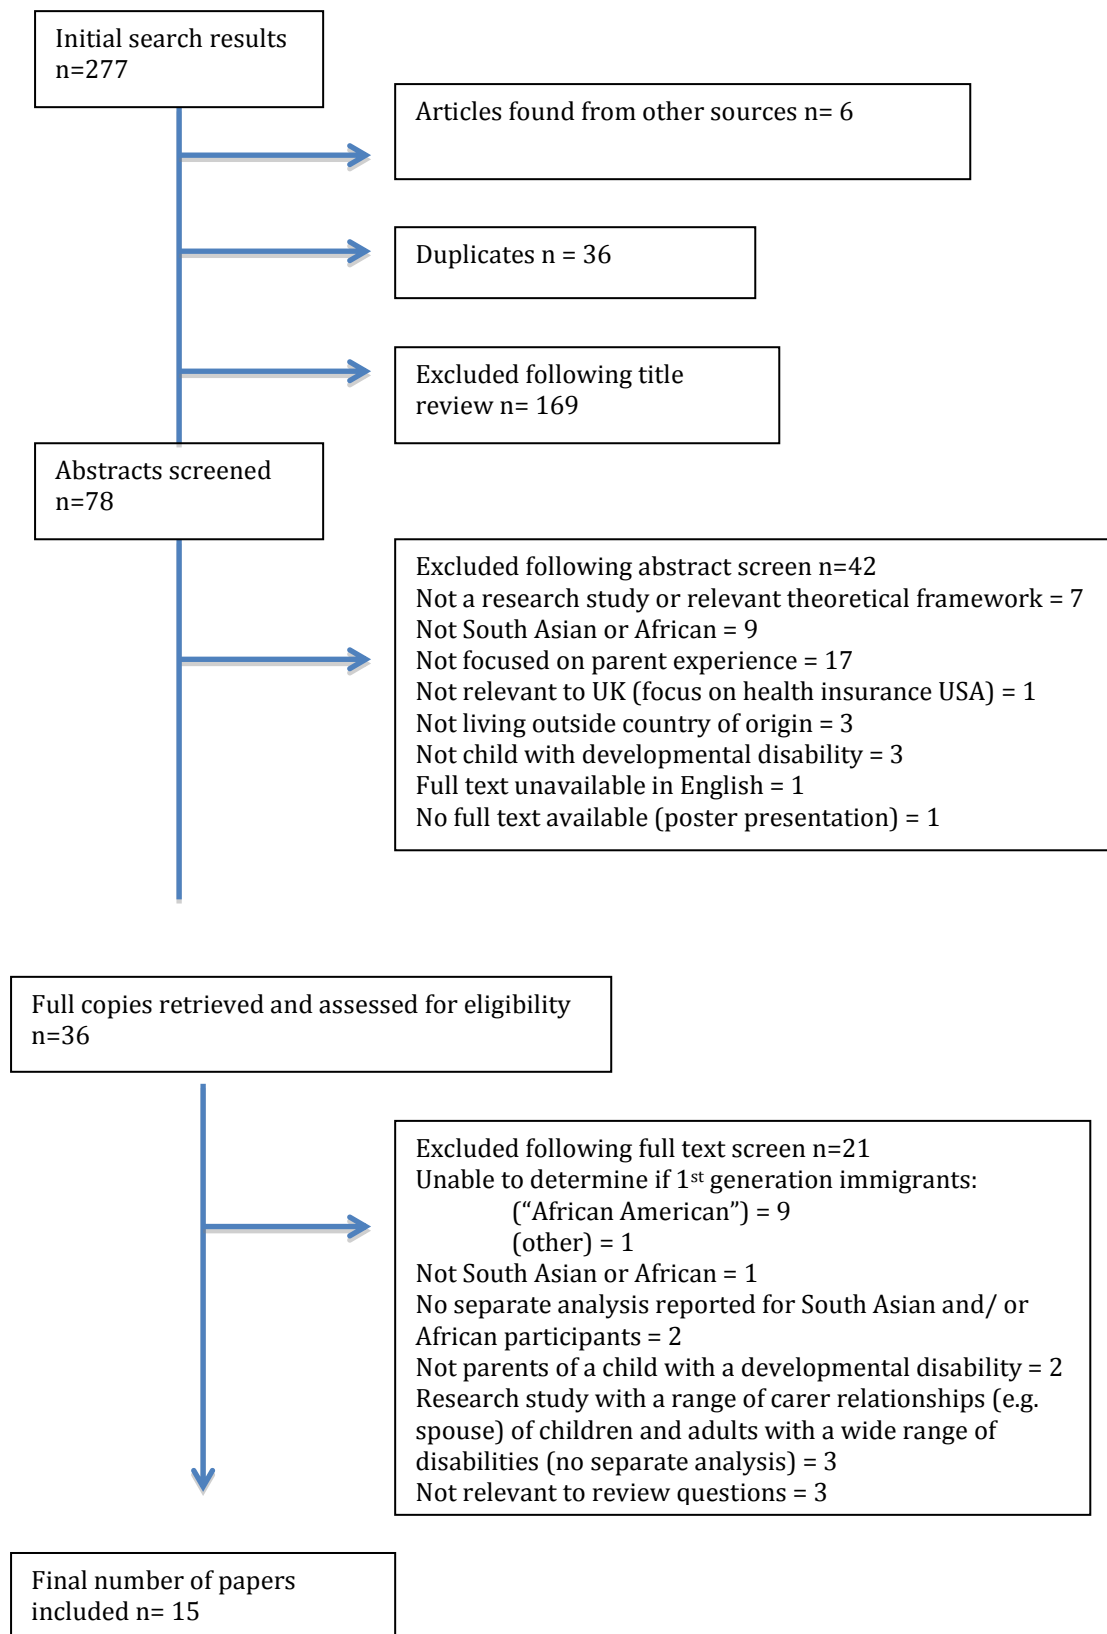 Initial search results
n=277
Articles found from other sources n= 6
Duplicates n = 36
Excluded following title
review n= 169
Abstracts screened
n=78
Excluded following abstract screen n=42
Not a research study or relevant theoretical framework = 7
Not South Asian or African = 9
Not focused on parent experience = 17
Not relevant to UK (focus on health insurance USA) = 1
Not living outside country of origin = 3
Not child with developmental disability = 3
Full text unavailable in English = 1
No full text available (poster presentation) = 1
Full copies retrieved and assessed for eligibility
n=36
Excluded following full text screen n=21
Unable to determine if 1st generation immigrants:
(“African American”) = 9
(other) = 1
Not South Asian or African = 1
No separate analysis reported for South Asian and/ or
African participants = 2
Not parents of a child with a developmental disability = 2
Research study with a range of carer relationships (e.g.
spouse) of children and adults with a wide range of
disabilities (no separate analysis) = 3
Not relevant to review questions = 3
Final number of papers
included n= 15